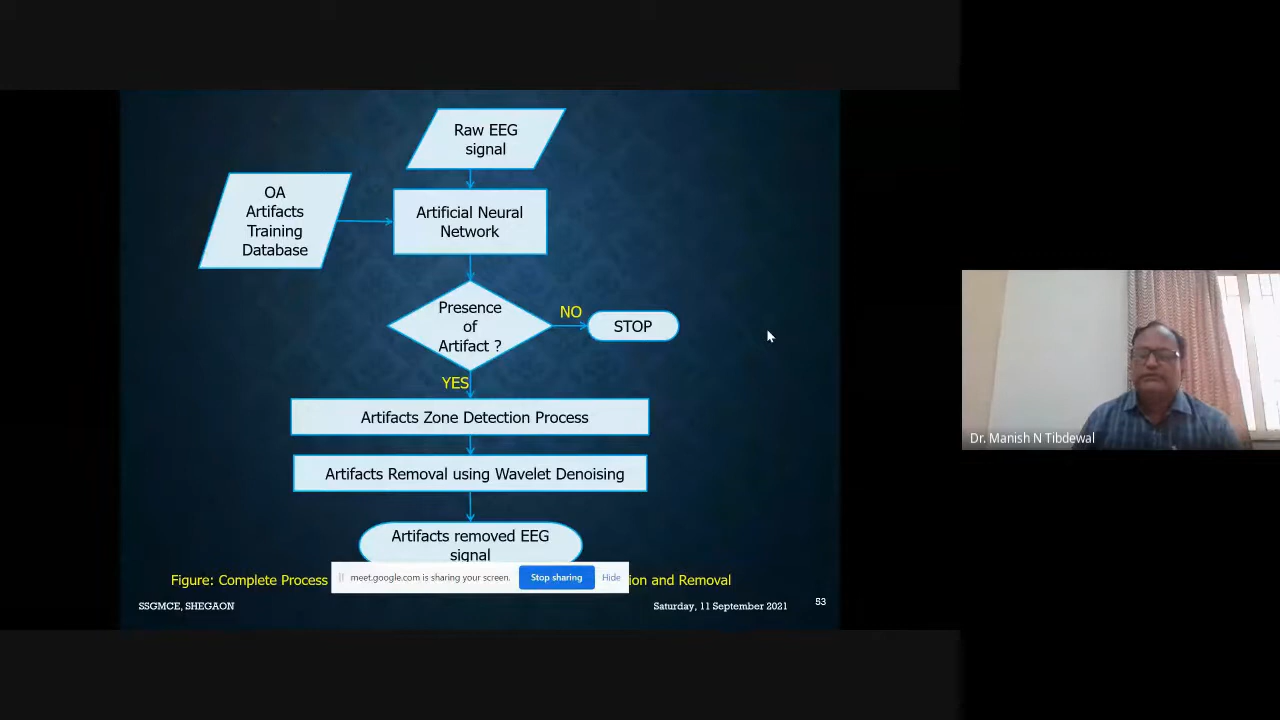 Raw EEG
signal
OA
Artifacts
Training
Database
Artificial Neural
Network
Presence
of
Artifact ?
NO
STOP
YES
Artifacts Zone Detection Process
Artifacts Removal using Wavelet Denoising
Artifacts removed EEG
signal
Figure: Complete Process
ion and Removal
meet.google.com is sharing your screen.
Stop sharing
Hide
SSGMCE, SHEGAON
Saturday, 11 September 2021
53
Dr. Manish N Tibdewal